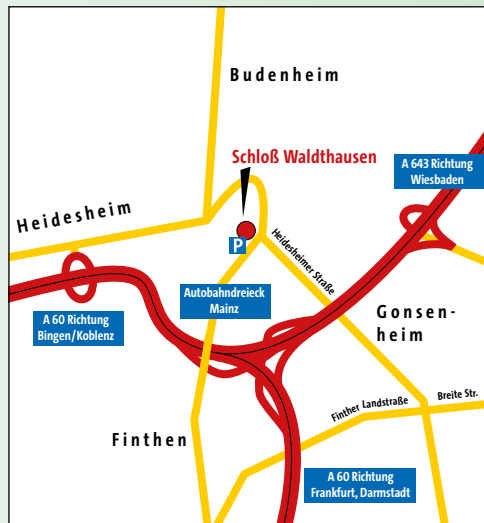 Budenheim
Schloß Waldthausen
A 643 Richtung
Wiesbaden
Heidesheim
P
Heidesheimer Straße
Autobahndreieck
Mainz
A 60 Richtung
Bingen/Koblenz
Gonsen-
heim
Finther Landstraße
Breite Str.
Finthen
A 60 Richtung
Frankfurt, Darmstadt